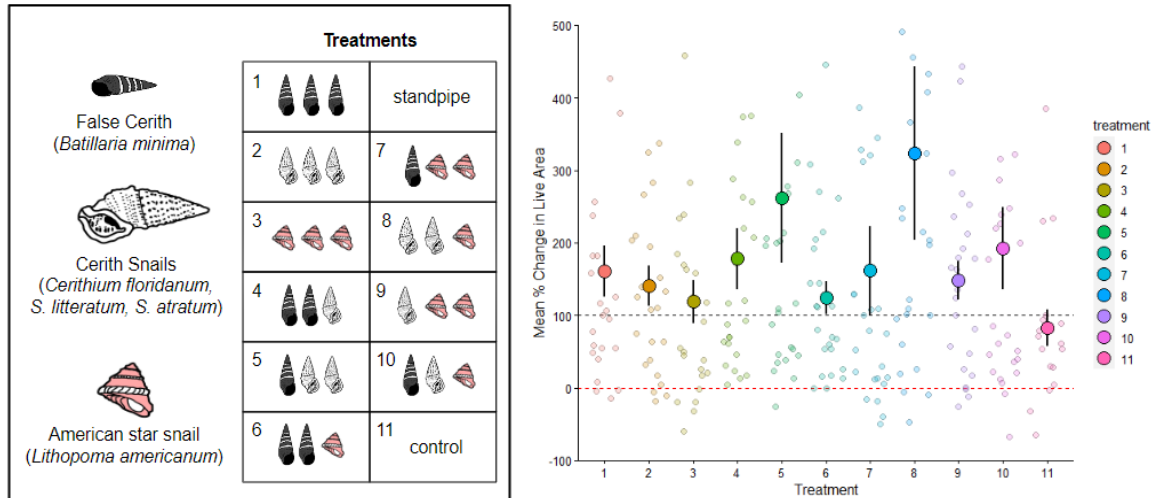 Treatments
False Cerith
(Batillaria minima)
Cerith Snails
(Cerithium floridanum,
S. litteratum, S. atratum)
American star snail
(Lithopoma americanum)
1
standpipe
2
7
3
8
4
9
5
10
6
11
control
Mean % Change in Live Area
500
400
300
200
100
0
-100
1 2 3 4 5 6 7 8 9 10 11
Treatment
treatment
1
2
3
4
5
6
7
8
9
10
11